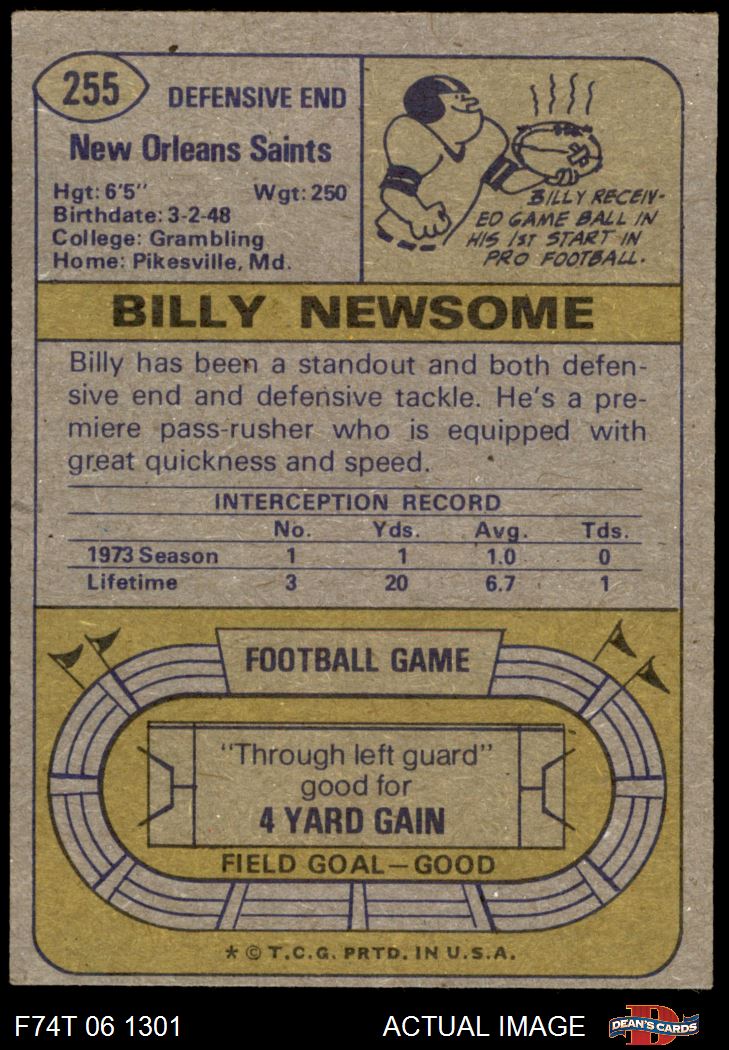 255
DEFENSIVE END
New Orleans Saints
Hgt: 6'5" Wgt: 250
Birthdate: 3-2-48
College: Grambling
Home: Pikesville, Md.
BILLY RECEIV-
ED GAME BALL IN
HIS 1ST START IN
PRO FOOTBALL.
BILLY NEWSOME
Billy has been a standout and both defen-
sive end and defensive tackle. He's a pre-
miere pass-rusher who is equipped with
great quickness and speed.
INTERCEPTION RECORD
No. Yds. Avg. Tds.
1973 Season 1 1 1.0 0
Lifetime 3 20 6.7 1
FOOTBALL GAME
"Through left guard"
good for
4 YARD GAIN
FIELD GOAL—GOOD
* © T.C.G. PRTD. IN U.S.A.
F74T 06 1301 ACTUAL IMAGE
DEAN'S CARDS